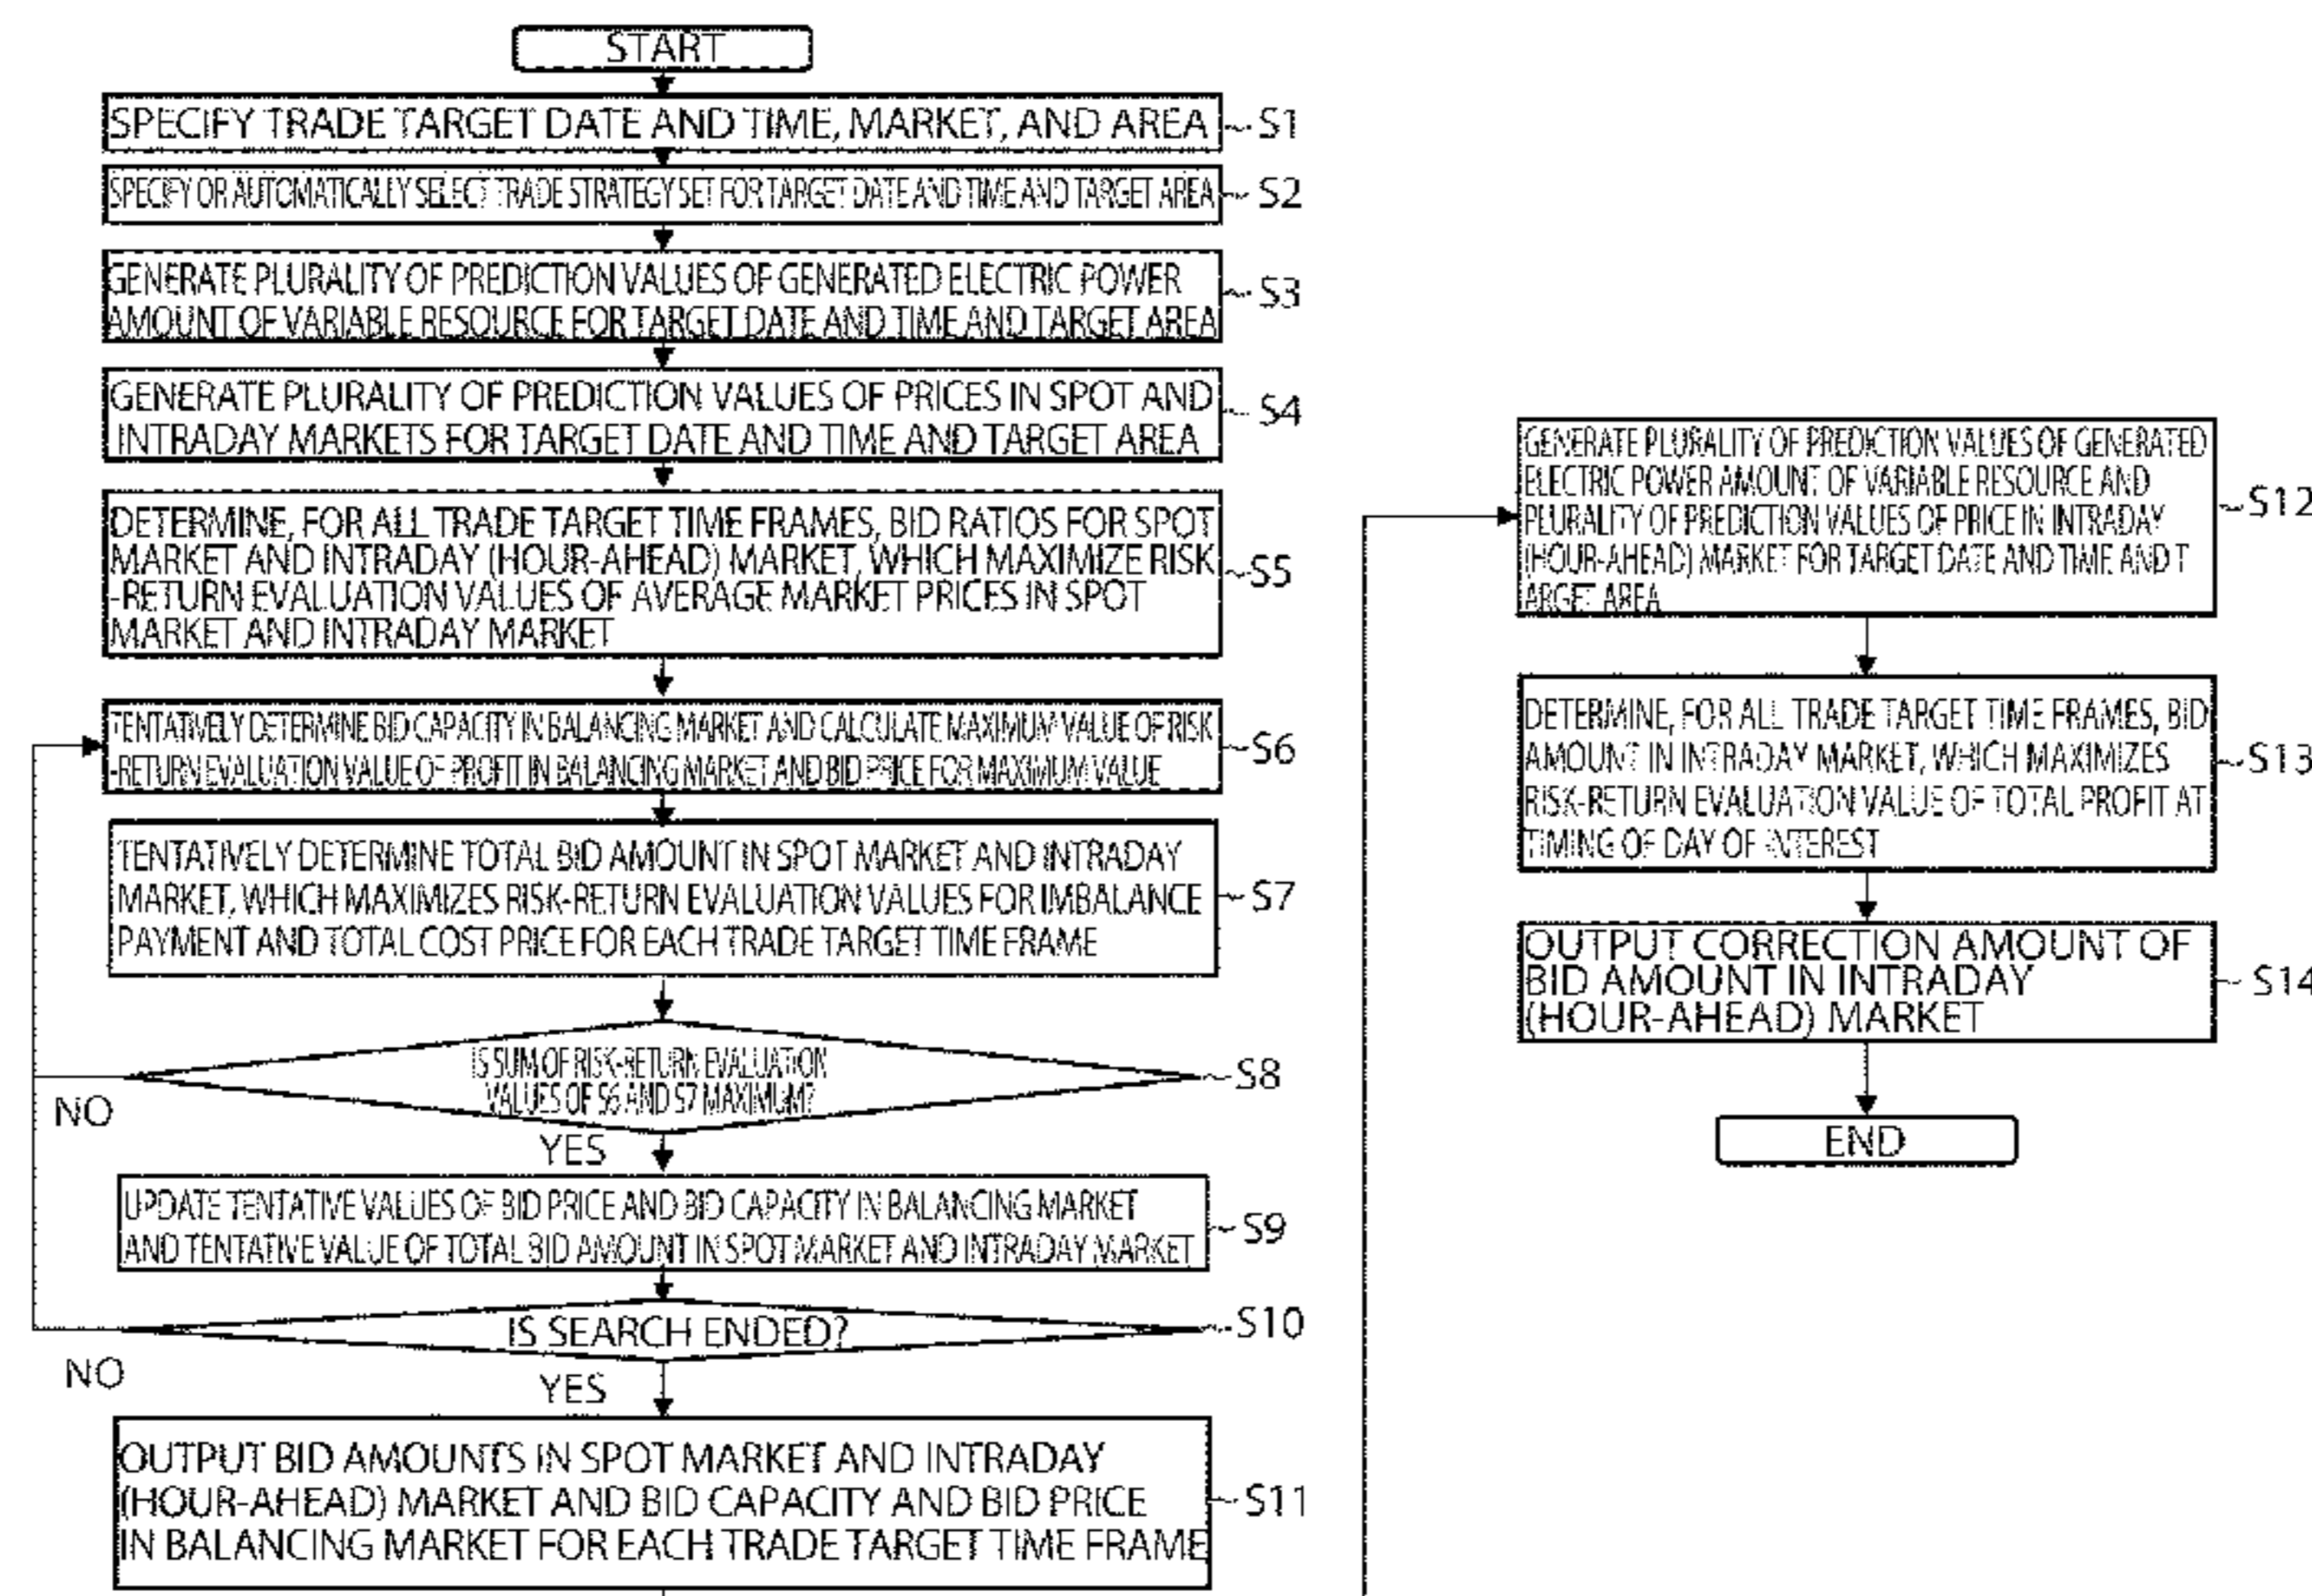 START
SPECIFY TRADE TARGET DATE AND TIME, MARKET, AND AREA
S1
SPECIFY OR AUTOMATICALLY SELECT TRADE STRATEGY SET FOR TARGET DATE AND TIME AND TARGET AREA
S2
GENERATE PLURALITY OF PREDICTION VALUES OF GENERATED ELECTRIC POWER
AMOUNT OF VARIABLE RESOURCE FOR TARGET DATE AND TIME AND TARGET AREA
S3
GENERATE PLURALITY OF PREDICTION VALUES OF PRICES IN SPOT AND
INTRADAY MARKETS FOR TARGET DATE AND TIME AND TARGET AREA
S4
DETERMINE, FOR ALL TRADE TARGET TIME FRAMES, BID RATIOS FOR SPOT
MARKET AND INTRADAY (HOUR-AHEAD) MARKET, WHICH MAXIMIZE RISK
-RETURN EVALUATION VALUES OF AVERAGE MARKET PRICES IN SPOT
MARKET AND INTRADAY MARKET
S5
TENTATIVELY DETERMINE BID CAPACITY IN BALANCING MARKET AND CALCULATE MAXIMUM VALUE OF RISK
-RETURN EVALUATION VALUE OF PROFIT IN BALANCING MARKET AND BID PRICE FOR MAXIMUM VALUE
S6
TENTATIVELY DETERMINE TOTAL BID AMOUNT IN SPOT MARKET AND INTRADAY
MARKET, WHICH MAXIMIZES RISK-RETURN EVALUATION VALUES FOR IMBALANCE
PAYMENT AND TOTAL COST PRICE FOR EACH TRADE TARGET TIME FRAME
S7
IS SUM OF RISK-RETURN EVALUATION
VALUES OF S6 AND S7 MAXIMUM?
S8
NO
YES
UPDATE TENTATIVE VALUES OF BID PRICE AND BID CAPACITY IN BALANCING MARKET
AND TENTATIVE VALUE OF TOTAL BID AMOUNT IN SPOT MARKET AND INTRADAY MARKET
S9
IS SEARCH ENDED?
S10
NO
YES
OUTPUT BID AMOUNTS IN SPOT MARKET AND INTRADAY
(HOUR-AHEAD) MARKET AND BID CAPACITY AND BID PRICE
IN BALANCING MARKET FOR EACH TRADE TARGET TIME FRAME
S11
GENERATE PLURALITY OF PREDICTION VALUES OF GENERATED
ELECTRIC POWER AMOUNT OF VARIABLE RESOURCE AND
PLURALITY OF PREDICTION VALUES OF PRICE IN INTRADAY
(HOUR-AHEAD) MARKET FOR TARGET DATE AND TIME AND T
ARGET AREA
S12
DETERMINE, FOR ALL TRADE TARGET TIME FRAMES, BID
AMOUNT IN INTRADAY MARKET, WHICH MAXIMIZES
RISK-RETURN EVALUATION VALUE OF TOTAL PROFIT AT
TIMING OF DAY OF INTEREST
S13
OUTPUT CORRECTION AMOUNT OF
BID AMOUNT IN INTRADAY
(HOUR-AHEAD) MARKET
S14
END